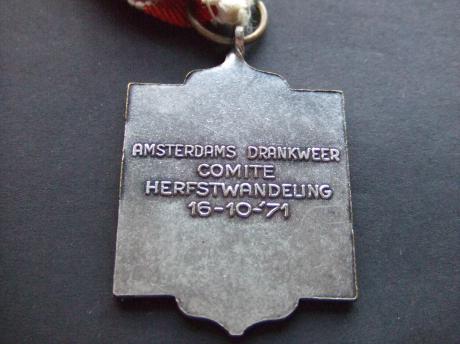 AMSTERDAMS DRANKWEER
COMITE
HERFSTWANDELING
16-10-'71